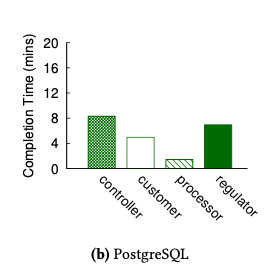 Completion Time (mins)
20
16
12
8
4
0
controller
customer
processor
regulator
(b) PostgreSQL